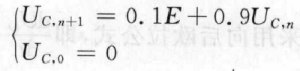 U_{C,n+1} = 0.1E + 0.9U_{C,n}
U_{C,0} = 0